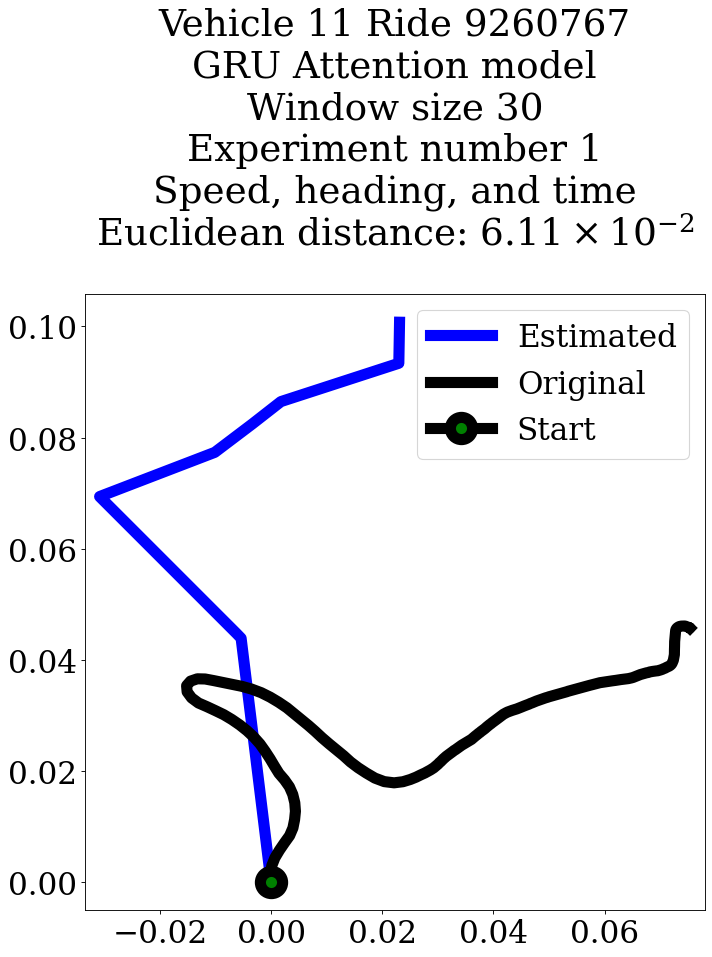 Vehicle 11 Ride 9260767
GRU Attention model
Window size 30
Experiment number 1
Speed, heading, and time
Euclidean distance: 6.11 × 10⁻²
Estimated
Original
Start
0.10
0.08
0.06
0.04
0.02
0.00
−0.02 0.00 0.02 0.04 0.06